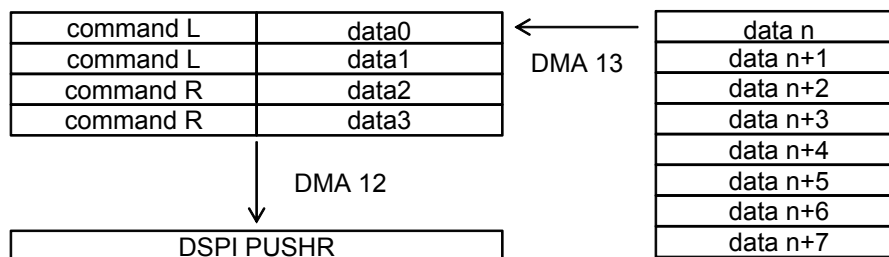 command L data0
command L data1
command R data2
command R data3
DMA 13
DMA 12
DSPI PUSHR
data n
data n+1
data n+2
data n+3
data n+4
data n+5
data n+6
data n+7